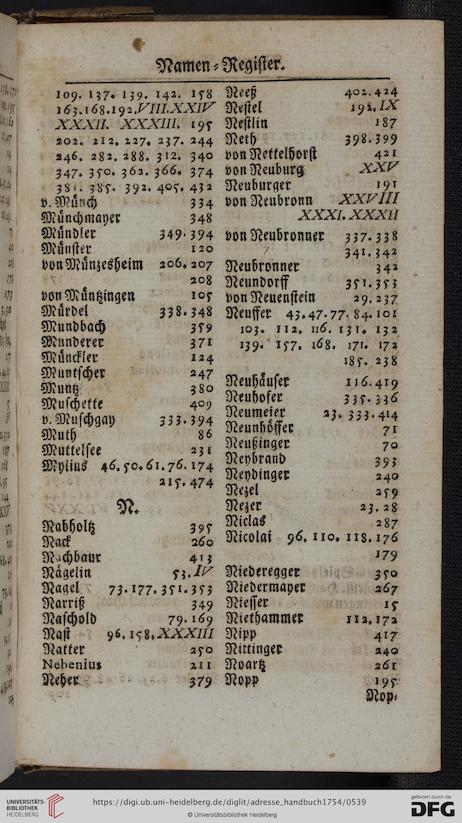 Namen-Register.
109. 137. 139. 142. 158
163.168.192.VIII.XXIV
XXXII. XXXIII. 195
202. 212. 227. 237. 244
246. 282. 288. 312. 340
347. 350. 362. 366. 374
381. 385. 392. 405. 432
v. Münch 334
Münchmayer 348
Mündler 349.394
Münster 120
von Münzesheim 206.207
208
von Müntzingen 105
Mürdel 338.348
Mundbach 359
Munderer 371
Münckler 124
Muntscher 247
Muntz 380
Muschette 409
v. Muschgay 333.394
Muth 86
Muttelsee 231
Mylius 46.50.61.76.174
215.474
N.
Nabholtz 395
Nack 260
Nachbaur 413
Nägelin 53.IV
Nagel 73.177.351.353
Narriß 349
Naschold 79.169
Nast 96.158.XXXIII
Natter 250
Nebenius 211
Neher 379
Neeß 402.424
Nestel 191.IX
Nestlin 187
Neth 398.399
von Nettelhorst 421
von Neuburg XXV
Neuburger 191
von Neubronn XXVIII
XXXI.XXXII
von Neubronner 337.338
341.342
Neubronner 342
Neundorff 351.353
von Neuenstein 29.237
Neuffer 43.47.77.84.101
103. 112. 116. 131. 132
139. 157. 168. 171. 172
185. 238
Neuhäuser 116.419
Neuhofer 335.336
Neumeier 23.333.414
Neunhöffer 71
Neußinger 70
Neybrand 393
Neydinger 240
Nezel 259
Nezer 23.28
Niclas 287
Nicolai 96.110.118.176
179
Niederegger 350
Niedermayer 267
Niesser 15
Niethammer 112.172
Nipp 417
Nittinger 240
Noartz 261
Nopp 195
Nop-
UNIVERSITÄTS-
BIBLIOTHEK
HEIDELBERG
https://digi.ub.uni-heidelberg.de/diglit/adresse_handbuch1754/0539
© Universitätsbibliothek Heidelberg
gefördert durch die
DFG